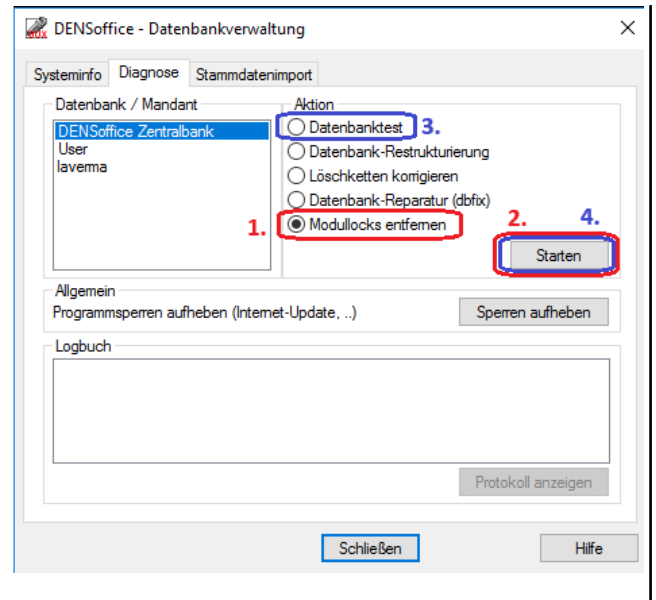 DENSoffice - Datenbankverwaltung
Systeminfo Diagnose Stammdatenimport
Datenbank / Mandant
DENSoffice Zentralbank
User
laverna
Aktion
Datenbanktest 3.
Datenbank-Restrukturierung
Löschketten korrigieren
Datenbank-Reparatur (dbfix)
1. Modullocks entfernen
2. 4.
Starten
Allgemein
Programmsperren aufheben (Internet-Update, ..) Sperren aufheben
Logbuch
Protokoll anzeigen
Schließen Hilfe